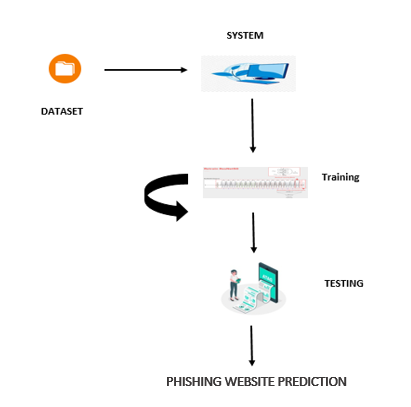 SYSTEM
DATASET
Training
TESTING
PHISHING WEBSITE PREDICTION